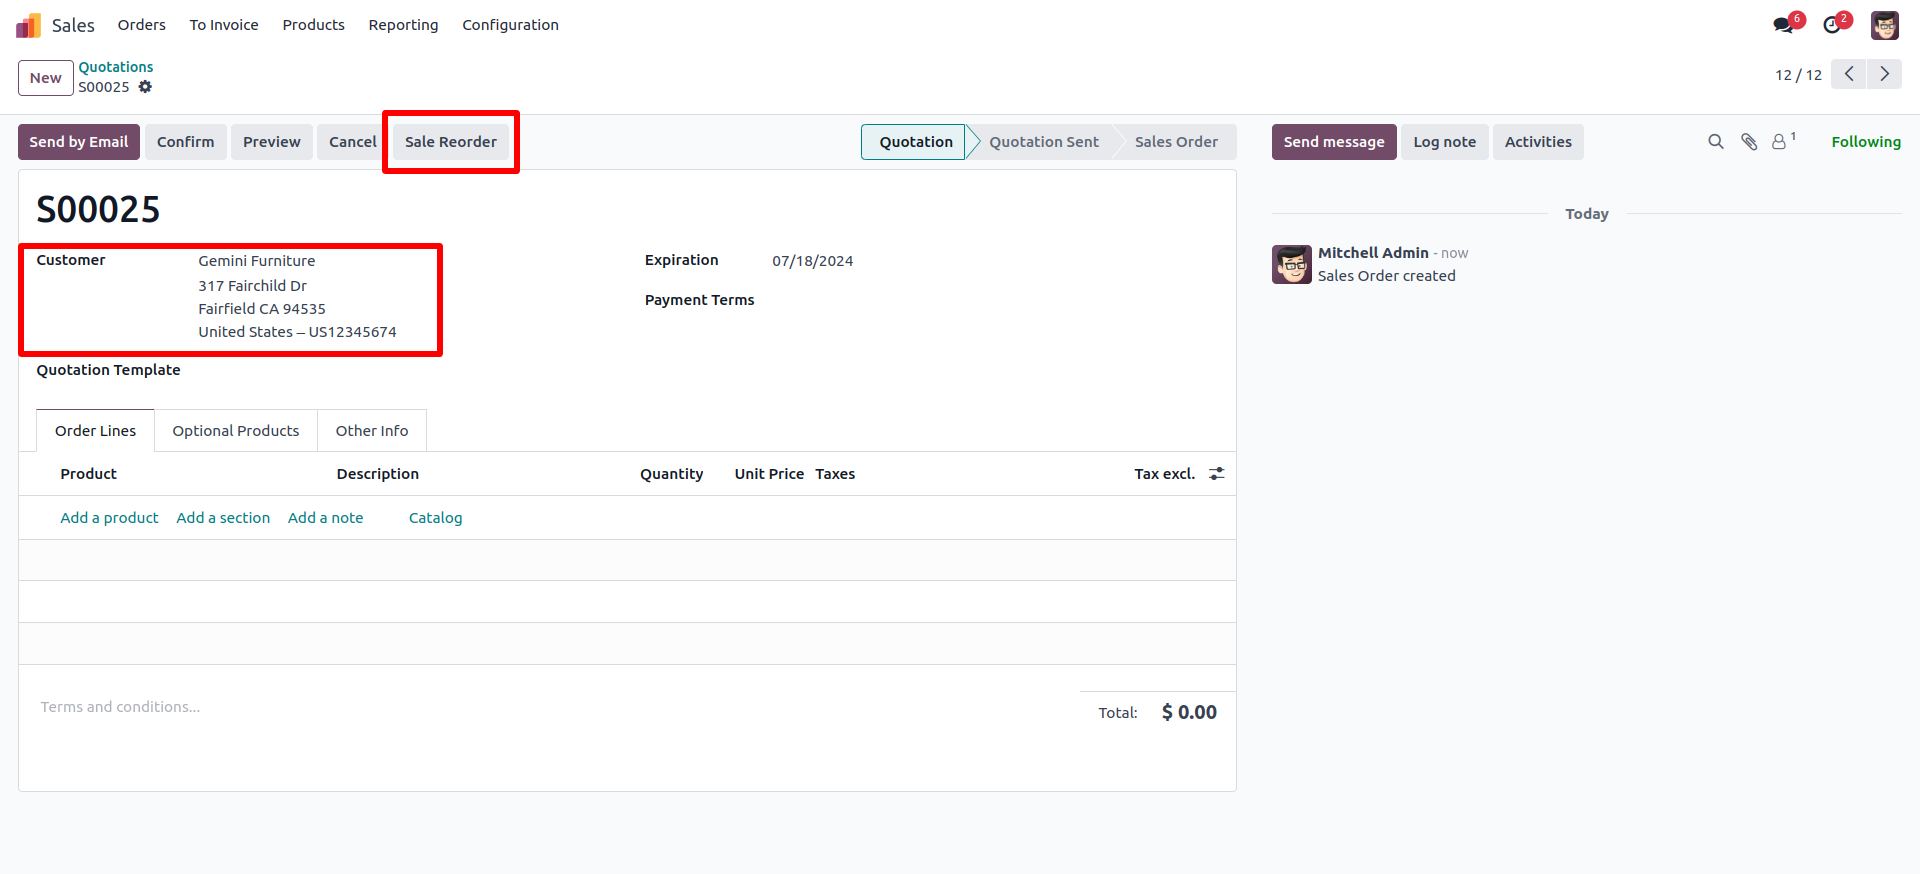 Sales Orders To Invoice Products Reporting Configuration 6 2
New
Quotations
S00025
12 / 12
Send by Email Confirm Preview Cancel Sale Reorder Quotation Quotation Sent Sales Order
Send message Log note Activities 1 Following
S00025
Customer
Gemini Furniture
317 Fairchild Dr
Fairfield CA 94535
United States – US12345674
Expiration 07/18/2024
Payment Terms
Quotation Template
Order Lines Optional Products Other Info
Product Description Quantity Unit Price Taxes Tax excl.
Add a product Add a section Add a note Catalog
Terms and conditions...
Total: $ 0.00
Today
Mitchell Admin - now
Sales Order created